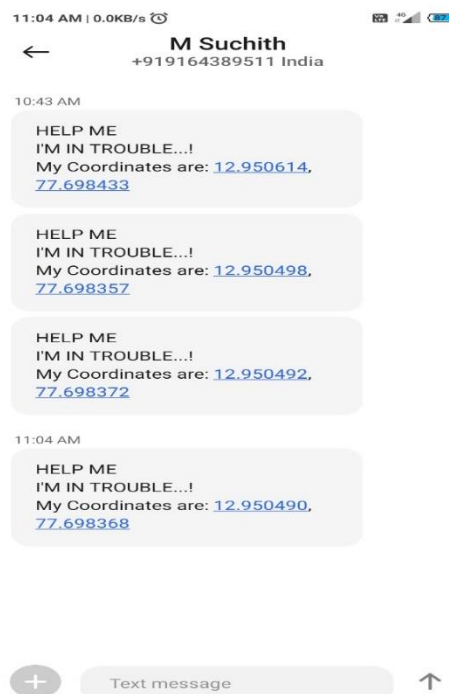 11:04 AM | 0.0KB/s
4G 87
M Suchith
+919164389511 India
10:43 AM
HELP ME
I'M IN TROUBLE...!
My Coordinates are: 12.950614,
77.698433
HELP ME
I'M IN TROUBLE...!
My Coordinates are: 12.950498,
77.698357
HELP ME
I'M IN TROUBLE...!
My Coordinates are: 12.950492,
77.698372
11:04 AM
HELP ME
I'M IN TROUBLE...!
My Coordinates are: 12.950490,
77.698368
Text message